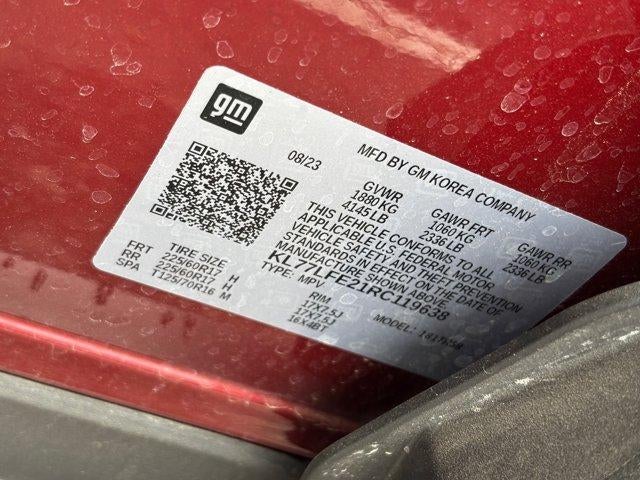 gm
08/23
MFD BY GM KOREA COMPANY
GVWR GAWR FRT GAWR RR
1880 KG 1060 KG 1060 KG
4145 LB 2336 LB 2336 LB
THIS VEHICLE CONFORMS TO ALL
APPLICABLE U.S. FEDERAL MOTOR
VEHICLE SAFETY AND THEFT PREVENTION
STANDARDS IN EFFECT ON THE DATE OF
MANUFACTURE SHOWN ABOVE.
KL77LFE21RC119638
TYPE: MPV MODEL:
TIRE SIZE RIM
FRT 225/60R17 H 17X7.5J
RR 225/60R17 H 17X7.5J
SPA T125/70R16 M 16X4BT